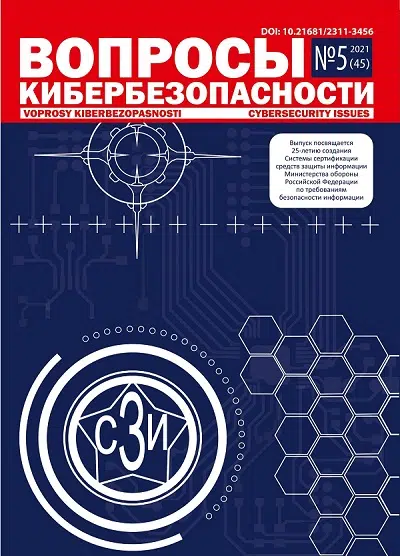 DOI: 10.21681/2311-3456
ВОПРОСЫ
№5
2021
(45)
КИБЕРБЕЗОПАСНОСТИ
VOPROSY KIBERBEZOPASNOSTI CYBERSECURITY ISSUES
Выпуск посвящается
25-летию создания
Системы сертификации
средств защиты информации
Министерства обороны
Российской Федерации
по требованиям
безопасности информации
сЗи